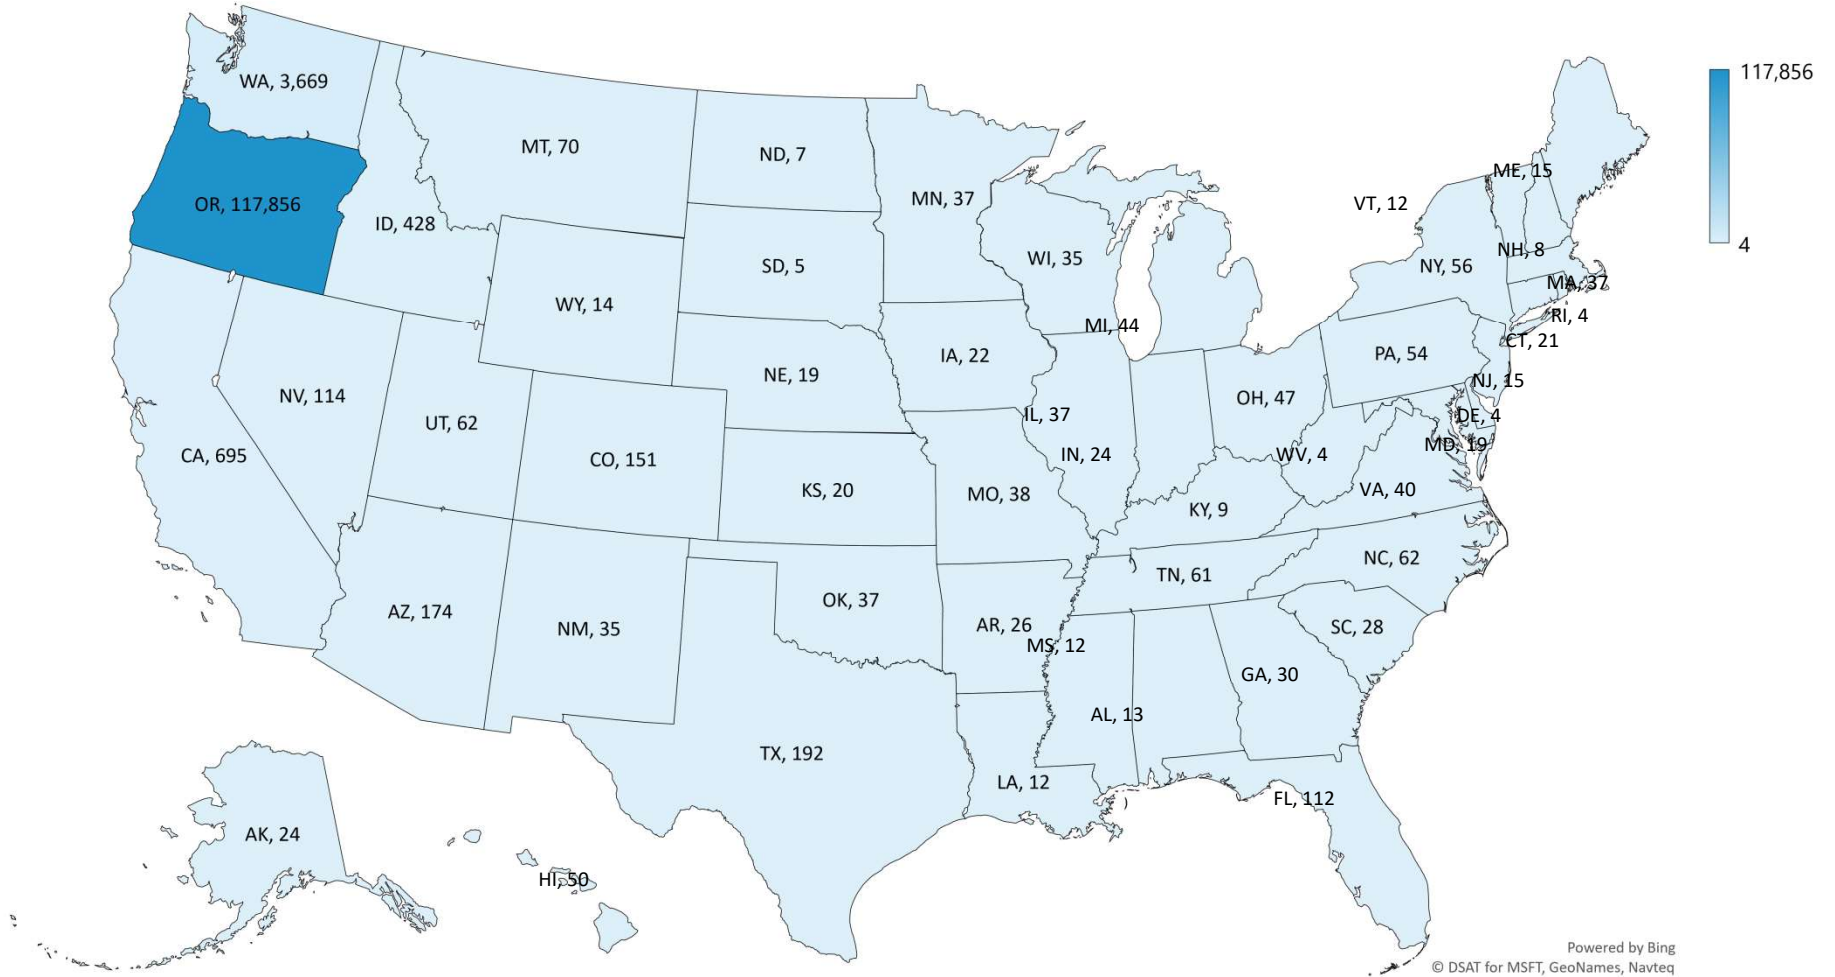 117,856
4
WA, 3,669
OR, 117,856
ID, 428
MT, 70
ND, 7
MN, 37
SD, 5
WY, 14
WI, 35
MI, 44
ME, 15
VT, 12
NH, 8
NY, 56
MA, 37
RI, 4
CT, 21
PA, 54
NJ, 15
DE, 4
MD, 19
NV, 114
UT, 62
CO, 151
NE, 19
IA, 22
IL, 37
IN, 24
OH, 47
WV, 4
VA, 40
CA, 695
KS, 20
MO, 38
KY, 9
NC, 62
TN, 61
AZ, 174
NM, 35
OK, 37
AR, 26
MS, 12
SC, 28
GA, 30
AL, 13
TX, 192
LA, 12
FL, 112
AK, 24
HI, 50
Powered by Bing
© DSAT for MSFT, GeoNames, Navteq